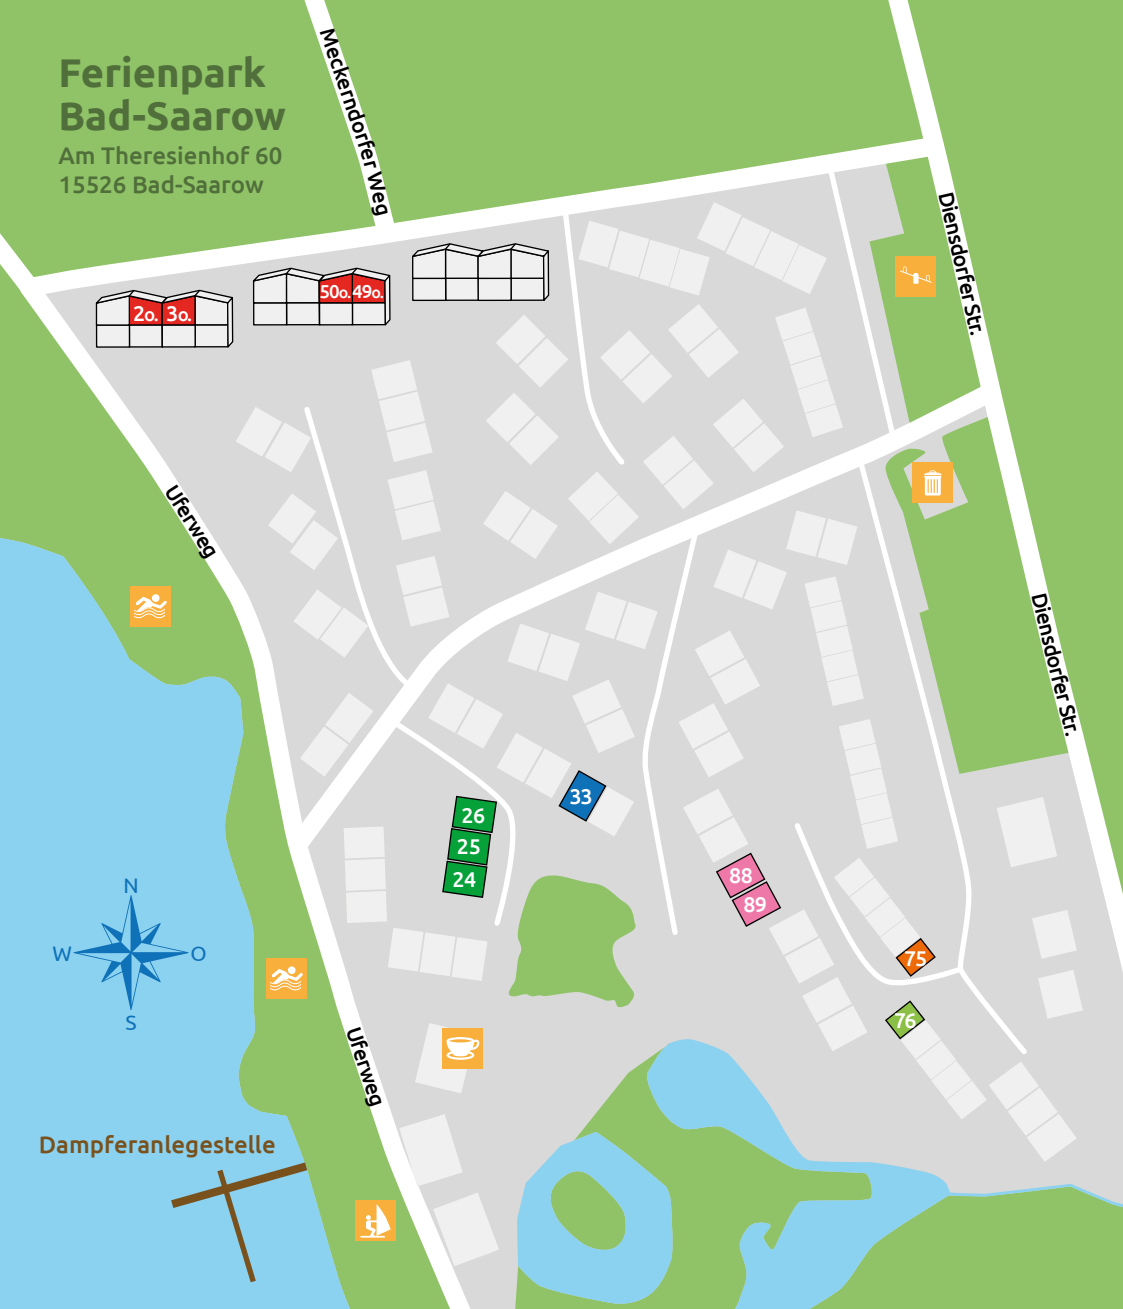 Ferienpark
Bad-Saarow
Am Theresienhof 60
15526 Bad-Saarow
Meckerndorfer Weg
Diensdorfer Str.
50o. 49o.
2o. 3o.
Uferweg
Diensdorfer Str.
33
26
25
24
88
89
75
76
N
W O
S
Uferweg
Dampferanlegestelle